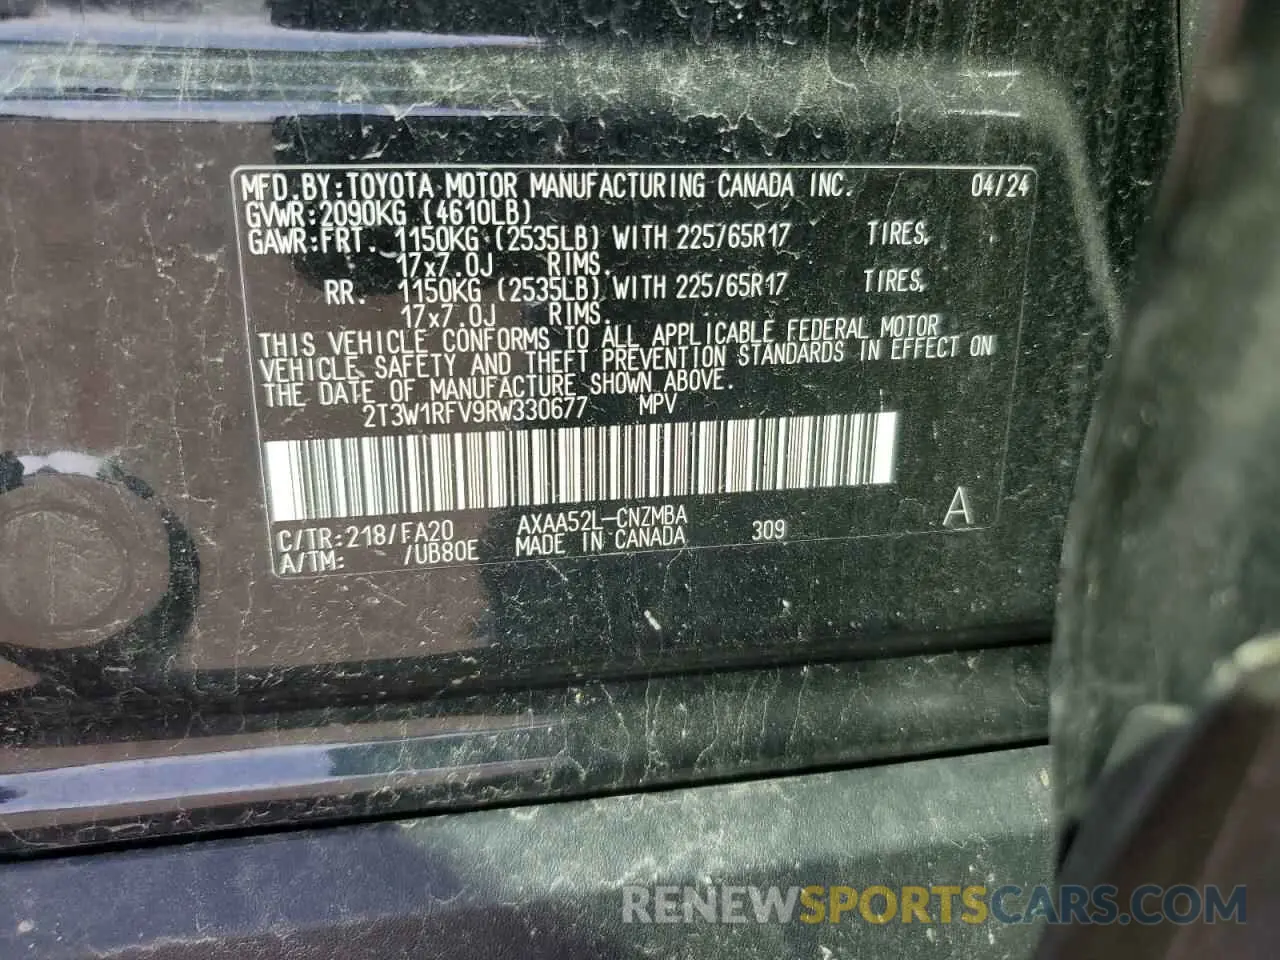 MFD.BY:TOYOTA MOTOR MANUFACTURING CANADA INC. 04/24
GVWR:2090KG (4610LB)
GAWR:FRT. 1150KG (2535LB) WITH 225/65R17 TIRES,
17x7.0J RIMS.
RR. 1150KG (2535LB) WITH 225/65R17 TIRES,
17x7.0J RIMS.
THIS VEHICLE CONFORMS TO ALL APPLICABLE FEDERAL MOTOR
VEHICLE SAFETY AND THEFT PREVENTION STANDARDS IN EFFECT ON
THE DATE OF MANUFACTURE SHOWN ABOVE.
2T3W1RFV9RW330677 MPV
C/TR:218/FA20 AXAA52L-CNZMBA 309 A
A/TM: /UB80E MADE IN CANADA
RENEWSPORTSCARS.COM